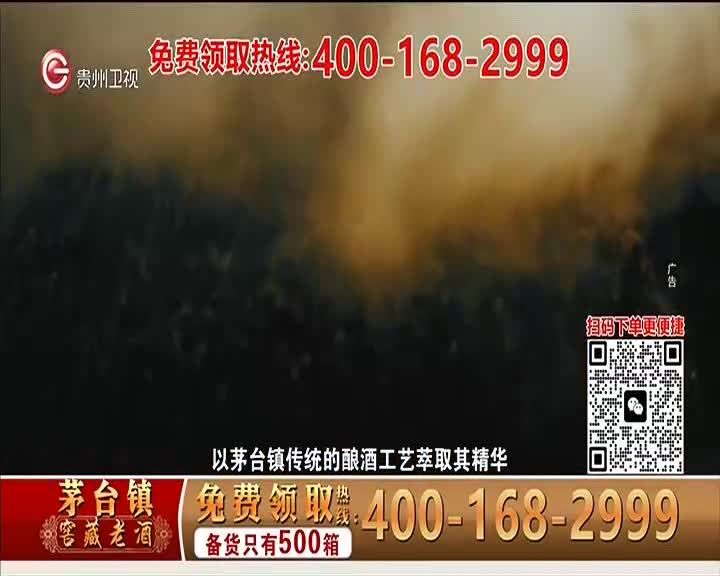 免费领取热线:400-168-2999
贵州卫视
广告
扫码下单更便捷
以茅台镇传统的酿酒工艺萃取其精华
茅台镇
窖藏老酒
免费领取热线:400-168-2999
备货只有500箱